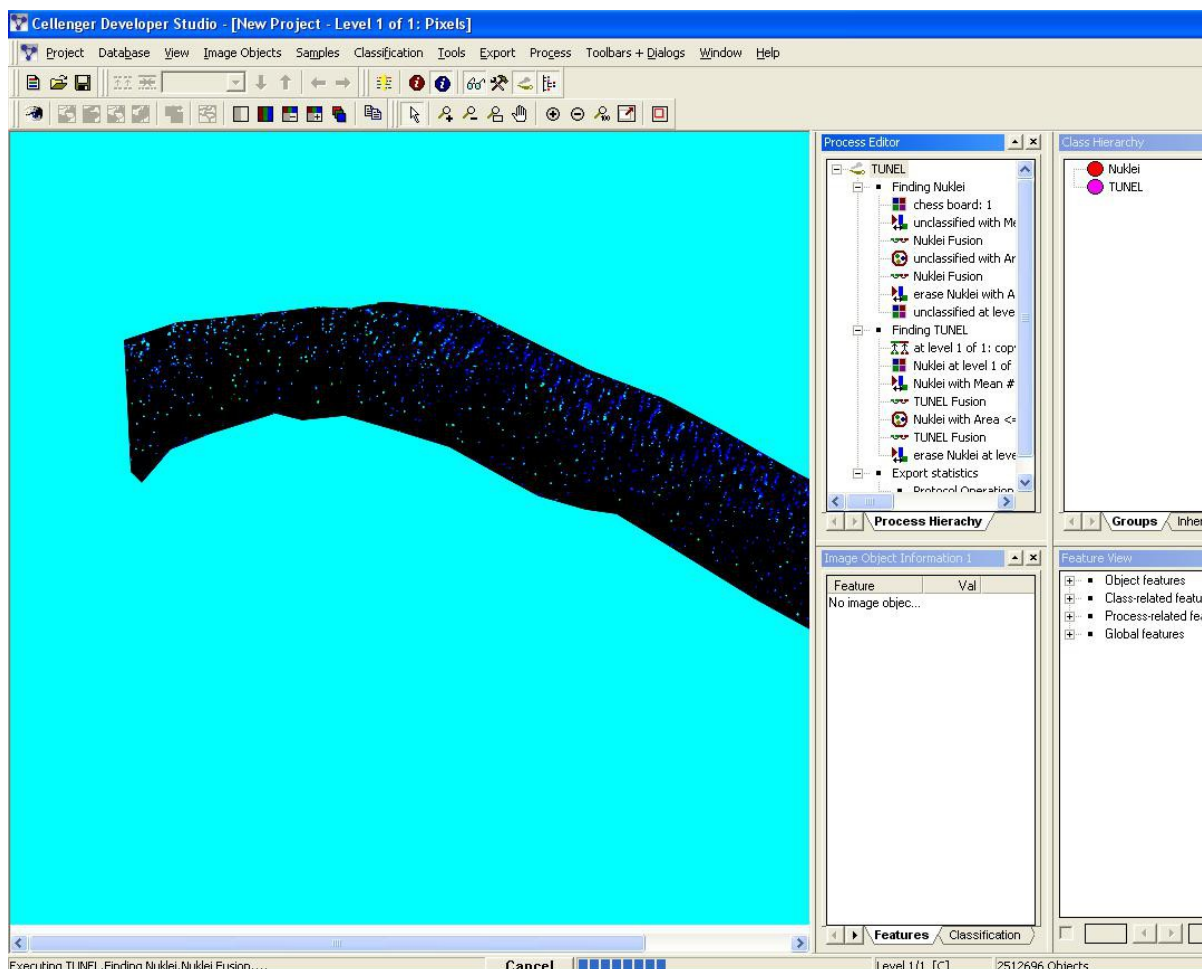 Cellenger Developer Studio - [New Project - Level 1 of 1: Pixels]
Project Database View Image Objects Samples Classification Tools Export Process Toolbars + Dialogs Window Help
Process Editor
TUNEL
Finding Nuklei
chess board: 1
unclassified with Me
Nuklei Fusion
unclassified with Ar
Nuklei Fusion
erase Nuklei with A
unclassified at leve
Finding TUNEL
at level 1 of 1: cop
Nuklei at level 1 of
Nuklei with Mean #
TUNEL Fusion
Nuklei with Area <=
TUNEL Fusion
erase Nuklei at leve
Export statistics
Protocol Operation
Process Hierachy
Class Hierarchy
Nuklei
TUNEL
Groups Inher
Image Object Information 1
Feature Val
No image objec...
Features Classification
Feature View
Object features
Class-related featu
Process-related fea
Global features
Executing TUNEL.Finding Nuklei.Nuklei Fusion.... Cancel Level 1/1 [C] 2512696 Objects